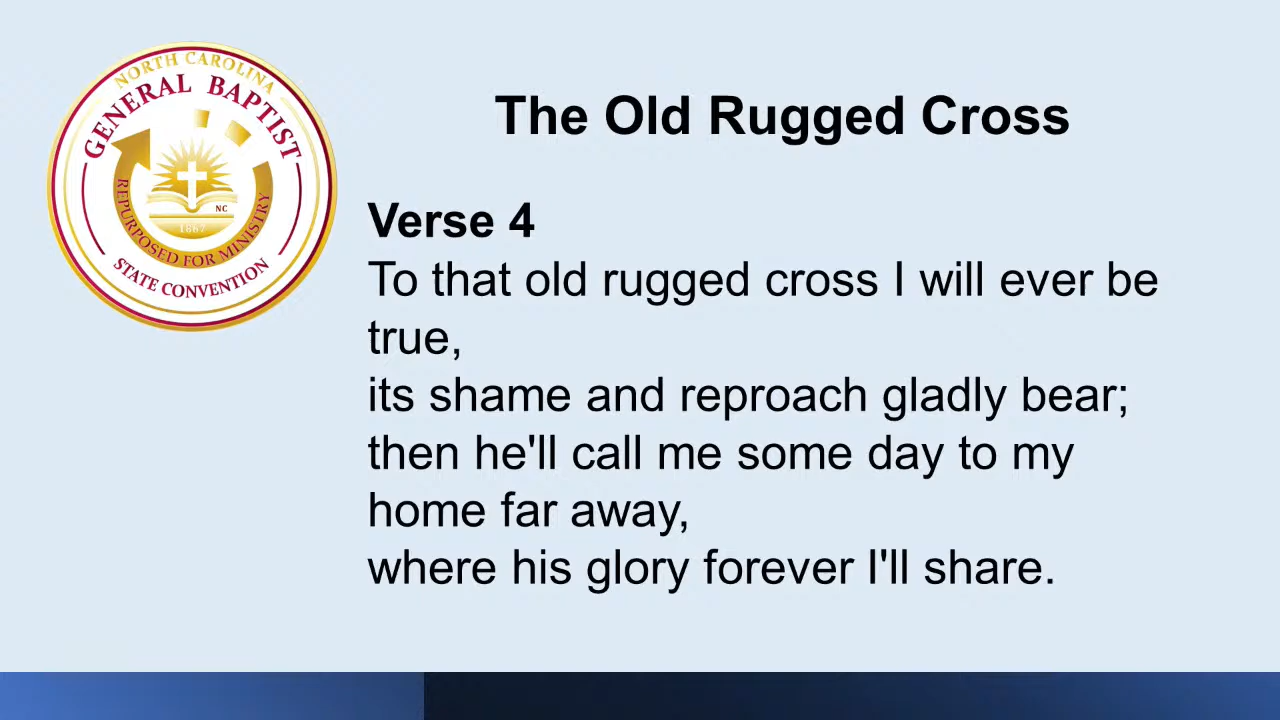 NORTH CAROLINA
GENERAL BAPTIST
REPURPOSED FOR MINISTRY
NC
1867
STATE CONVENTION
The Old Rugged Cross
Verse 4
To that old rugged cross I will ever be
true,
its shame and reproach gladly bear;
then he'll call me some day to my
home far away,
where his glory forever I'll share.